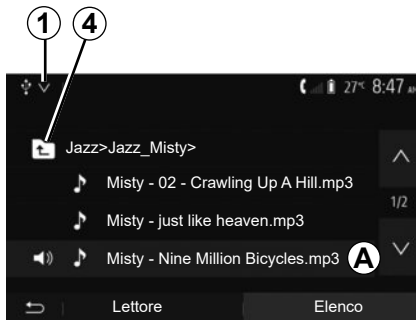 1 4
27°C 8:47 AM
Jazz>Jazz_Misty>
Misty - 02 - Crawling Up A Hill.mp3
1/2
Misty - just like heaven.mp3
Misty - Nine Million Bicycles.mp3 A
Lettore Elenco